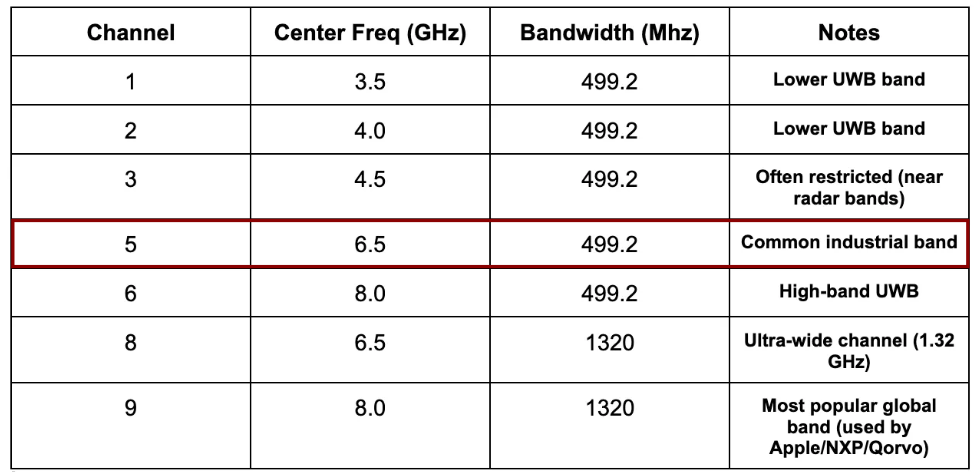 Channel Center Freq (GHz) Bandwidth (Mhz) Notes
1 3.5 499.2 Lower UWB band
2 4.0 499.2 Lower UWB band
3 4.5 499.2 Often restricted (near
radar bands)
5 6.5 499.2 Common industrial band
6 8.0 499.2 High-band UWB
8 6.5 1320 Ultra-wide channel (1.32
GHz)
9 8.0 1320 Most popular global
band (used by
Apple/NXP/Qorvo)